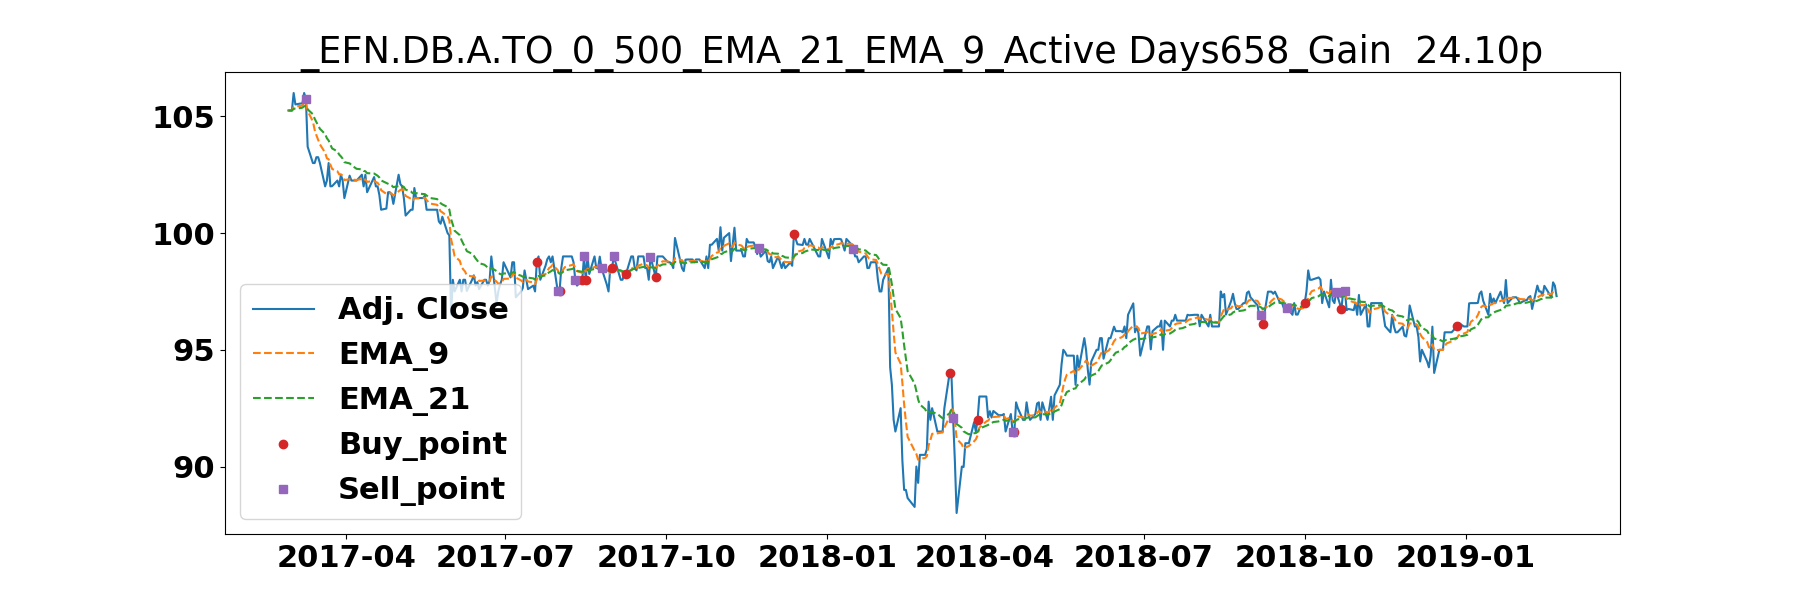 _EFN.DB.A.TO_0_500_EMA_21_EMA_9_Active Days658_Gain  24.10p
105
100
95
90
Adj. Close
EMA_9
EMA_21
Buy_point
Sell_point
2017-04 2017-07 2017-10 2018-01 2018-04 2018-07 2018-10 2019-01